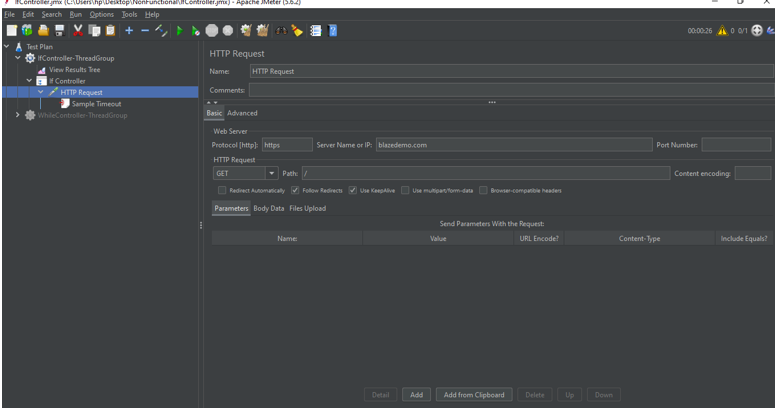 IfController.jmx (C:\Users\hp\Desktop\NonFunctional\IfController.jmx) - Apache JMeter (5.6.2)
File Edit Search Run Options Tools Help
00:00:26 0 0/1
Test Plan
IfController-ThreadGroup
View Results Tree
If Controller
HTTP Request
Sample Timeout
WhileController-ThreadGroup
HTTP Request
Name: HTTP Request
Comments:
Basic Advanced
Web Server
Protocol [http]: https Server Name or IP: blazedemo.com Port Number:
HTTP Request
GET Path: / Content encoding:
Redirect Automatically Follow Redirects Use KeepAlive Use multipart/form-data Browser-compatible headers
Parameters Body Data Files Upload
Send Parameters With the Request:
Name: Value URL Encode? Content-Type Include Equals?
Detail Add Add from Clipboard Delete Up Down